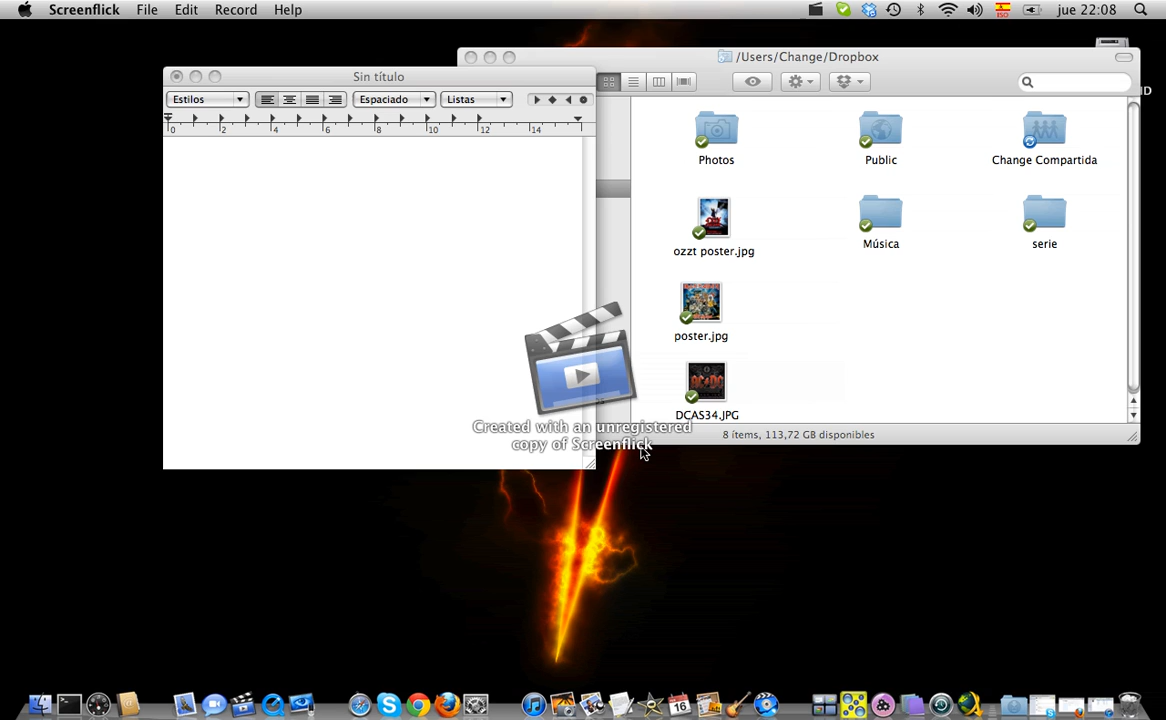 Screenflick File Edit Record Help
ISO jue 22:08
/Users/Change/Dropbox
Sin título
Estilos Espaciado Listas
0 2 4 6 8 10 12 14
Photos Public Change Compartida
ozzt poster.jpg Música serie
poster.jpg
DCAS34.JPG
8 ítems, 113,72 GB disponibles
Created with an unregistered
copy of Screenflick
16